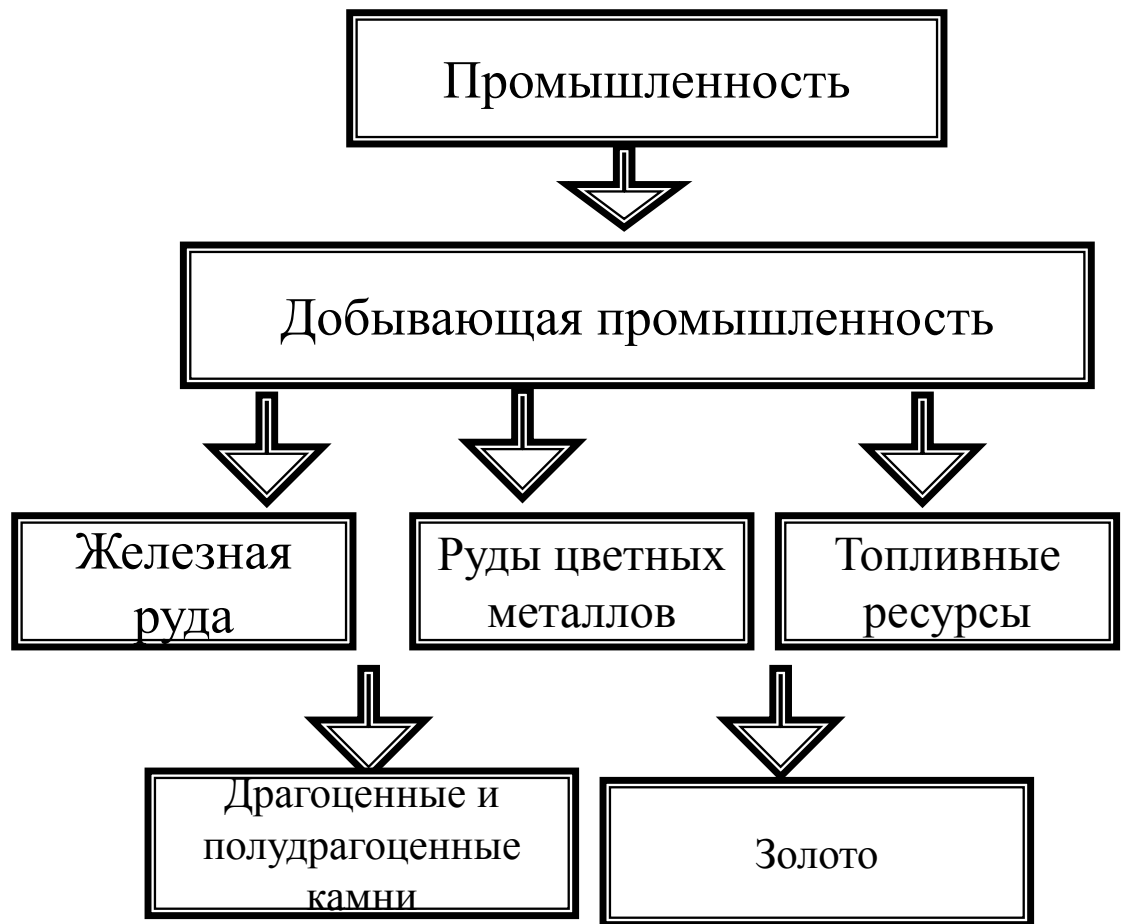 Промышленность
Добывающая промышленность
Железная
руда
Руды цветных
металлов
Топливные
ресурсы
Драгоценные и
полудрагоценные
камни
Золото